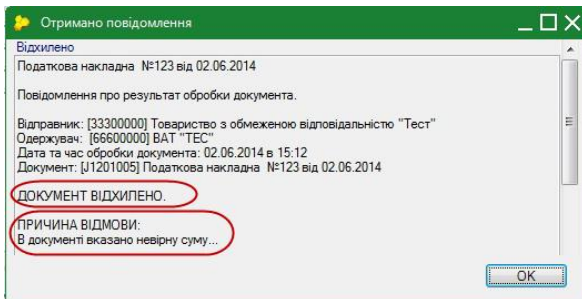 Отримано повідомлення
Відхилено
Податкова накладна №123 від 02.06.2014
Повідомлення про результат обробки документа.
Відправник: [33300000] Товариство з обмеженою відповідальністю "Тест"
Одержувач: [66600000] ВАТ "ТЕС"
Дата та час обробки документа: 02.06.2014 в 15:12
Документ: [J1201005] Податкова накладна №123 від 02.06.2014
ДОКУМЕНТ ВІДХИЛЕНО.
ПРИЧИНА ВІДМОВИ:
В документі вказано невірну суму...
OK